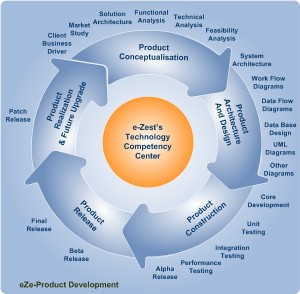 Solution
Architecture
Functional
Analysis
Technical
Analysis
Market
Study
Feasibility
Analysis
Client
Business
Driver
Product
Conceptualisation
System
Architecture
Work Flow
Diagrams
Data Flow
Diagrams
Data Base
Design
UML
Diagrams
Other
Diagrams
Product
Architecture
And Design
Product
Realization
& Future Upgrade
Patch
Release
e-Zest's
Technology
Competency
Center
Core
Development
Unit
Testing
Integration
Testing
Performance
Testing
Alpha
Release
Product
Construction
Product
Release
Final
Release
Beta
Release
eZe-Product Development